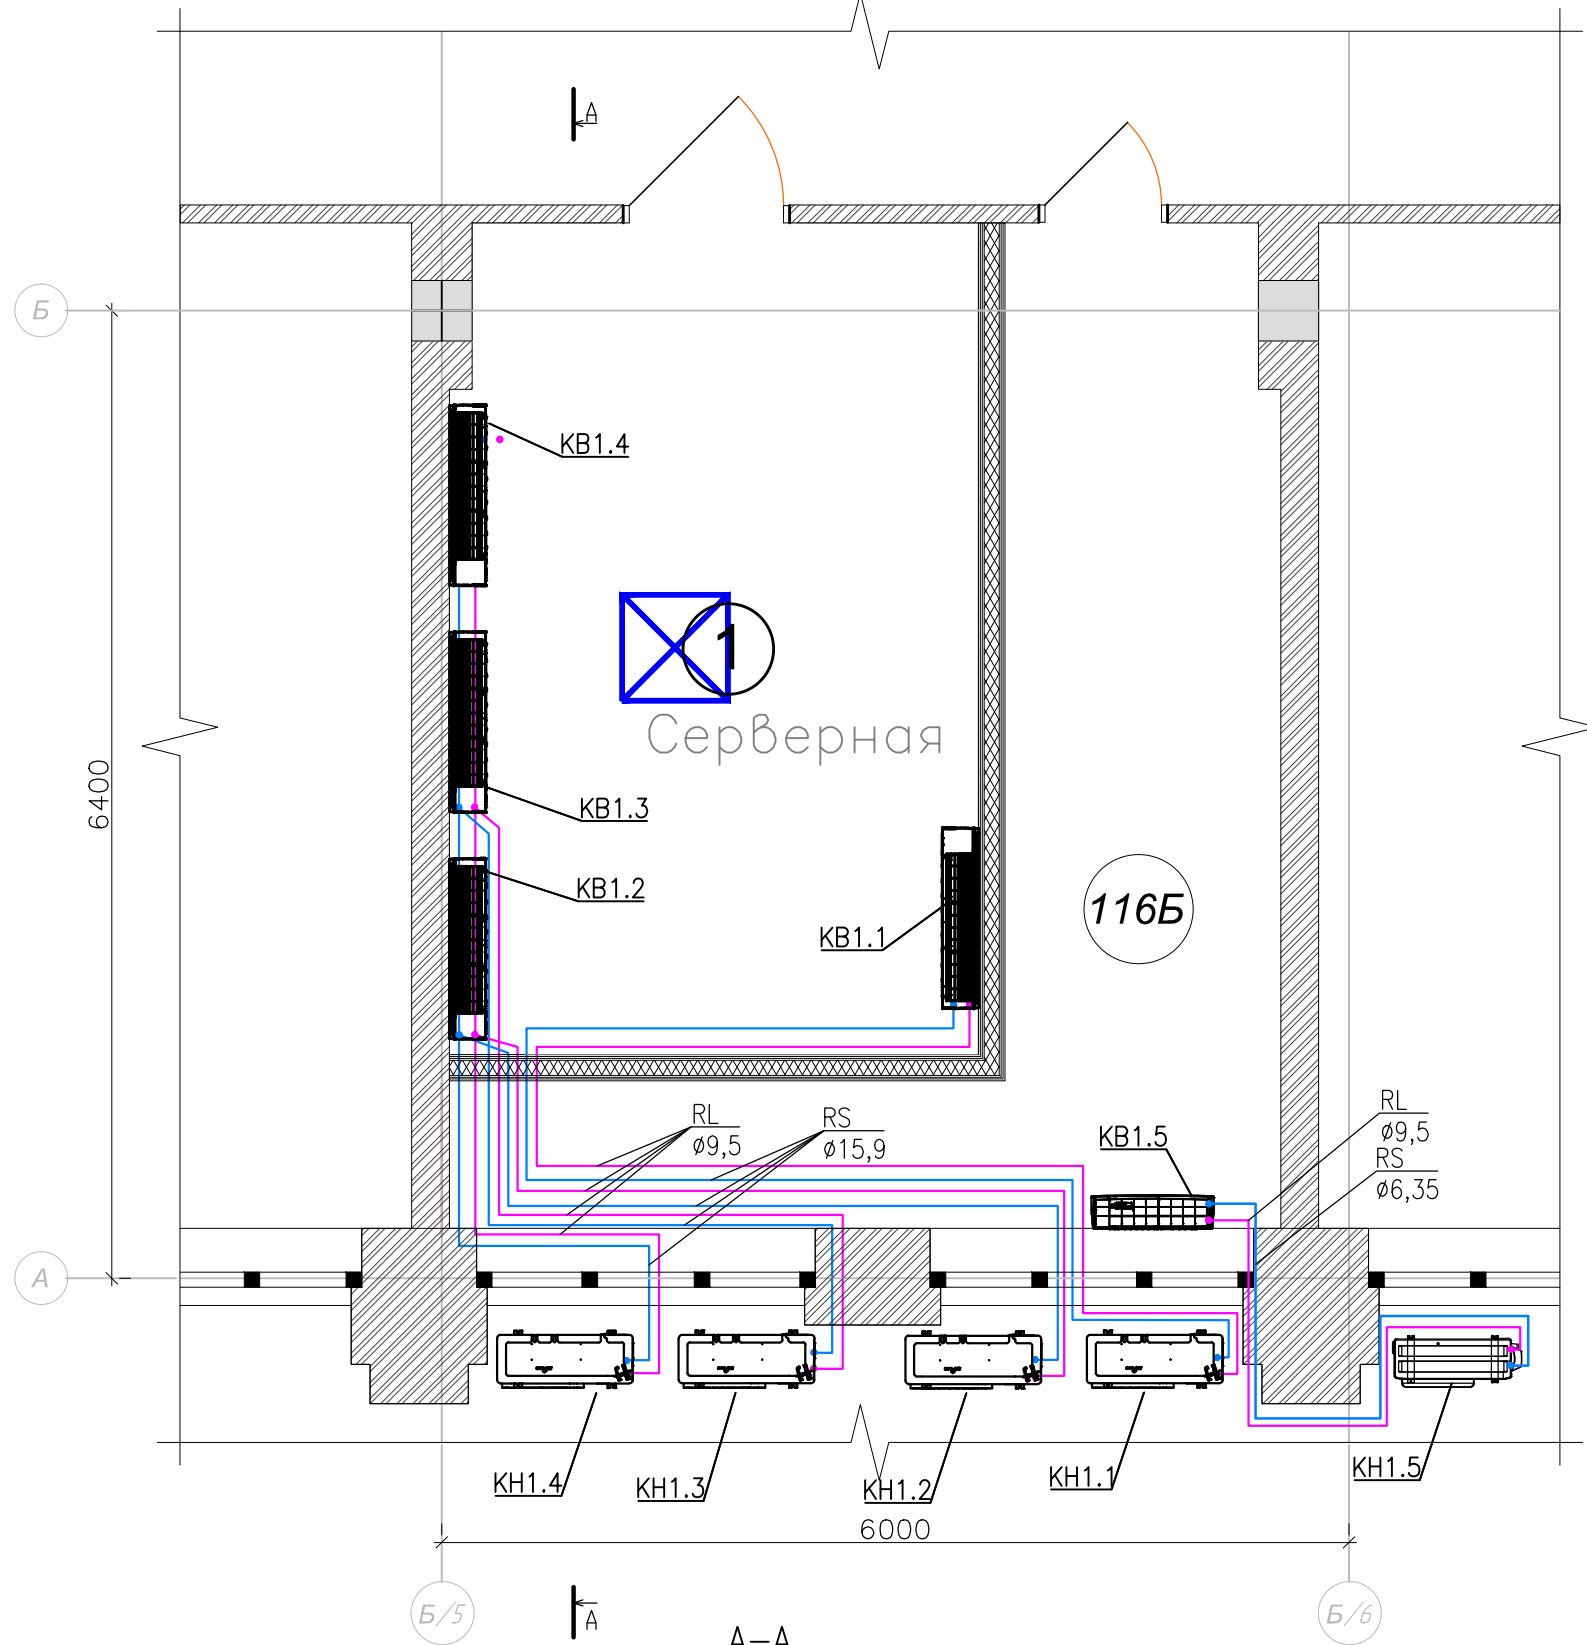 А
Б
КВ1.4
1
Серверная
6400
КВ1.3
КВ1.2
КВ1.1
116Б
RL
ø9,5
RS
ø15,9
КВ1.5
RL
ø9,5
RS
ø6,35
А
КН1.4
КН1.3
КН1.2
КН1.1
КН1.5
6000
Б/5
Б/6
А
А–А